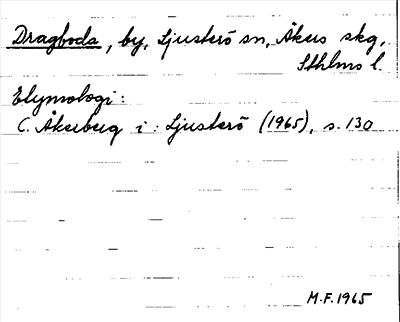 Dragboda, by, Ljusterö sn, Åkers skg,
Sthlms l.
Etymologi:
C. Åkerberg i: Ljusterö (1965), s. 130
M.F. 1965